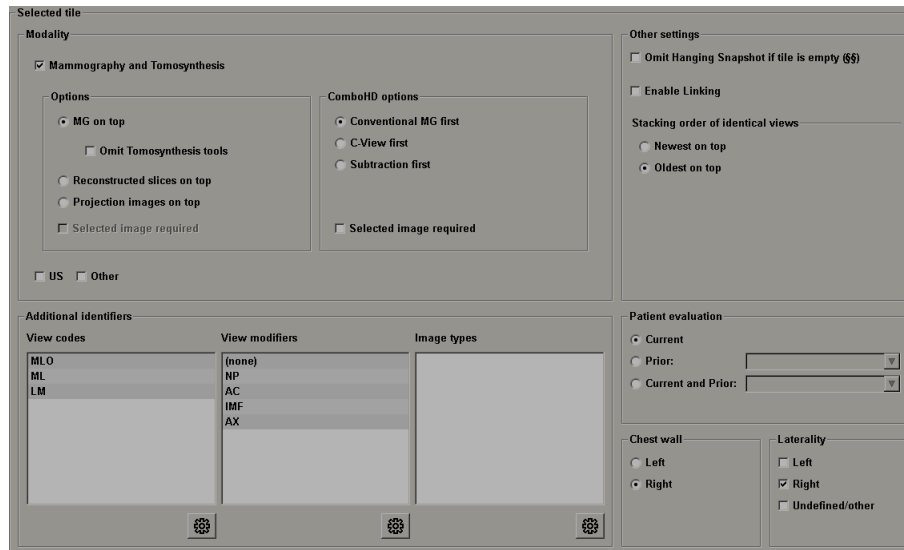 Selected tile
Modality
Mammography and Tomosynthesis
Options
MG on top
Omit Tomosynthesis tools
Reconstructed slices on top
Projection images on top
Selected image required
ComboHD options
Conventional MG first
C-View first
Subtraction first
Selected image required
US Other
Other settings
Omit Hanging Snapshot if tile is empty (§§)
Enable Linking
Stacking order of identical views
Newest on top
Oldest on top
Additional identifiers
View codes
MLO
ML
LM
View modifiers
(none)
NP
AC
IMF
AX
Image types
Patient evaluation
Current
Prior:
Current and Prior:
Chest wall
Left
Right
Laterality
Left
Right
Undefined/other